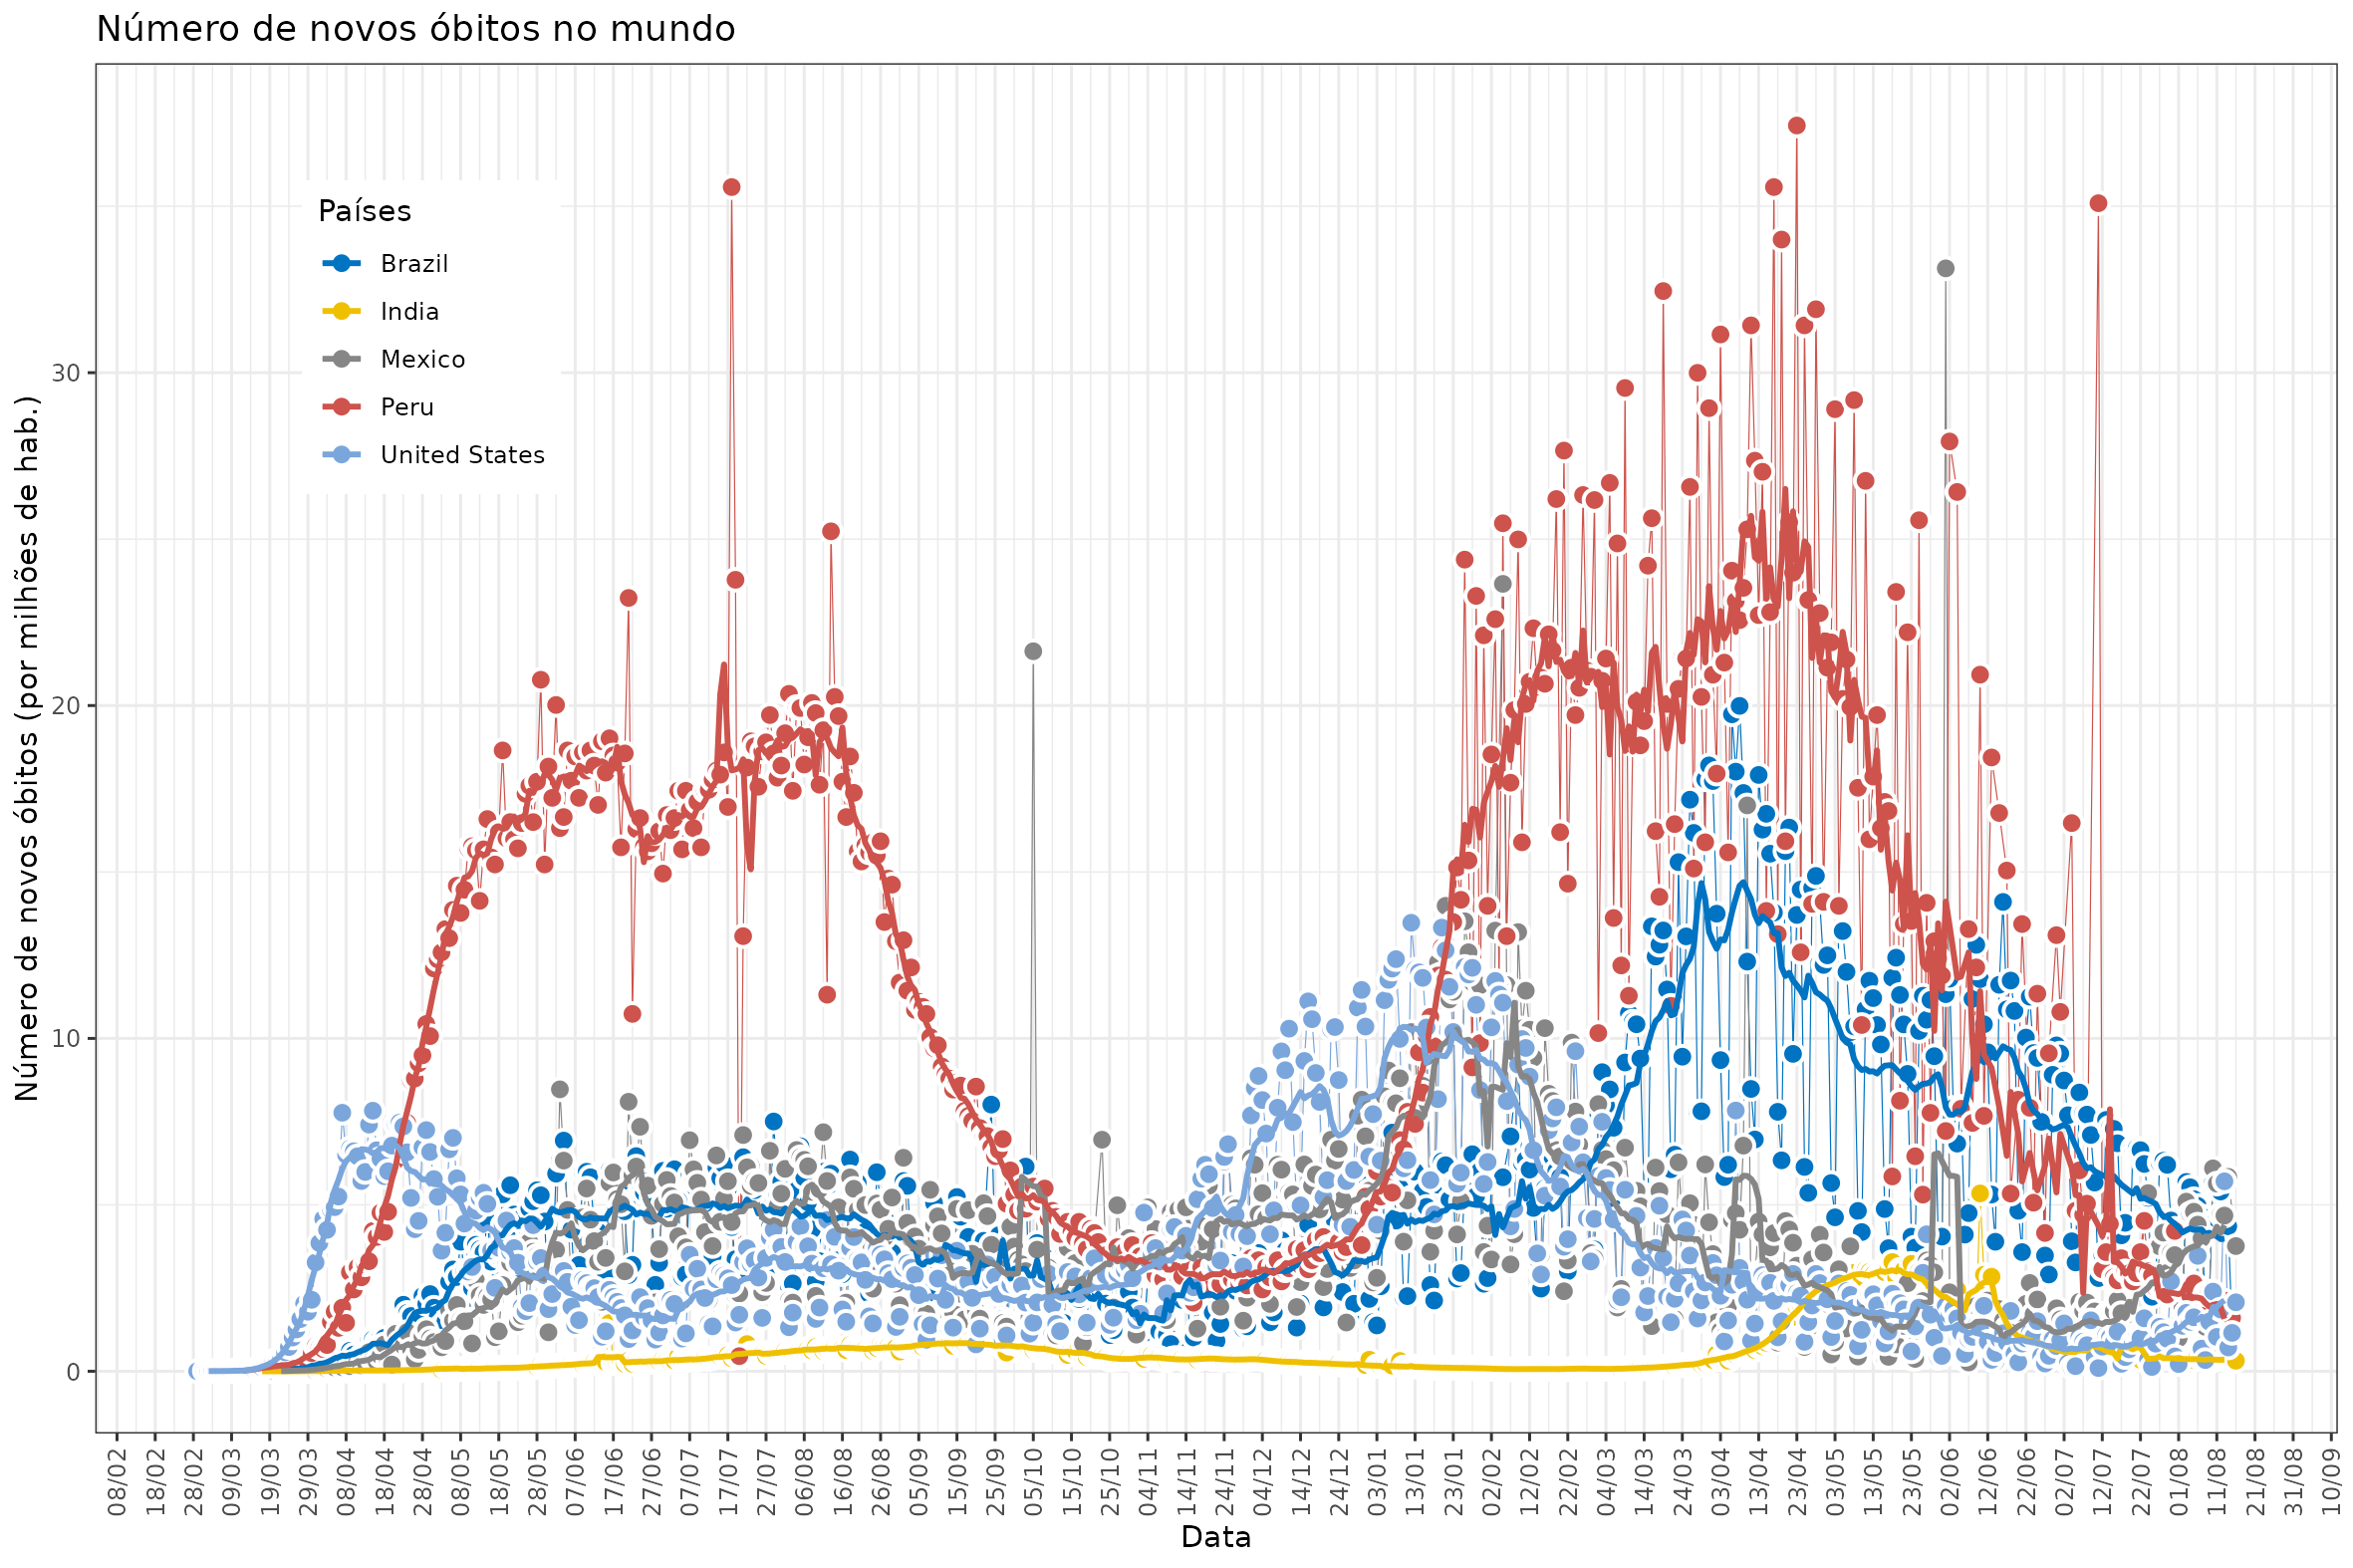 Número de novos óbitos no mundo
Países
Brazil
India
Mexico
Peru
United States
Número de novos óbitos (por milhões de hab.)
30
20
10
0
08/02 18/02 28/02 09/03 19/03 29/03 08/04 18/04 28/04 08/05 18/05 28/05 07/06 17/06 27/06 07/07 17/07 27/07 06/08 16/08 26/08 05/09 15/09 25/09 05/10 15/10 25/10 04/11 14/11 24/11 04/12 14/12 24/12 03/01 13/01 23/01 02/02 12/02 22/02 04/03 14/03 24/03 03/04 13/04 23/04 03/05 13/05 23/05 02/06 12/06 22/06 02/07 12/07 22/07 01/08 11/08 21/08 31/08 10/09
Data